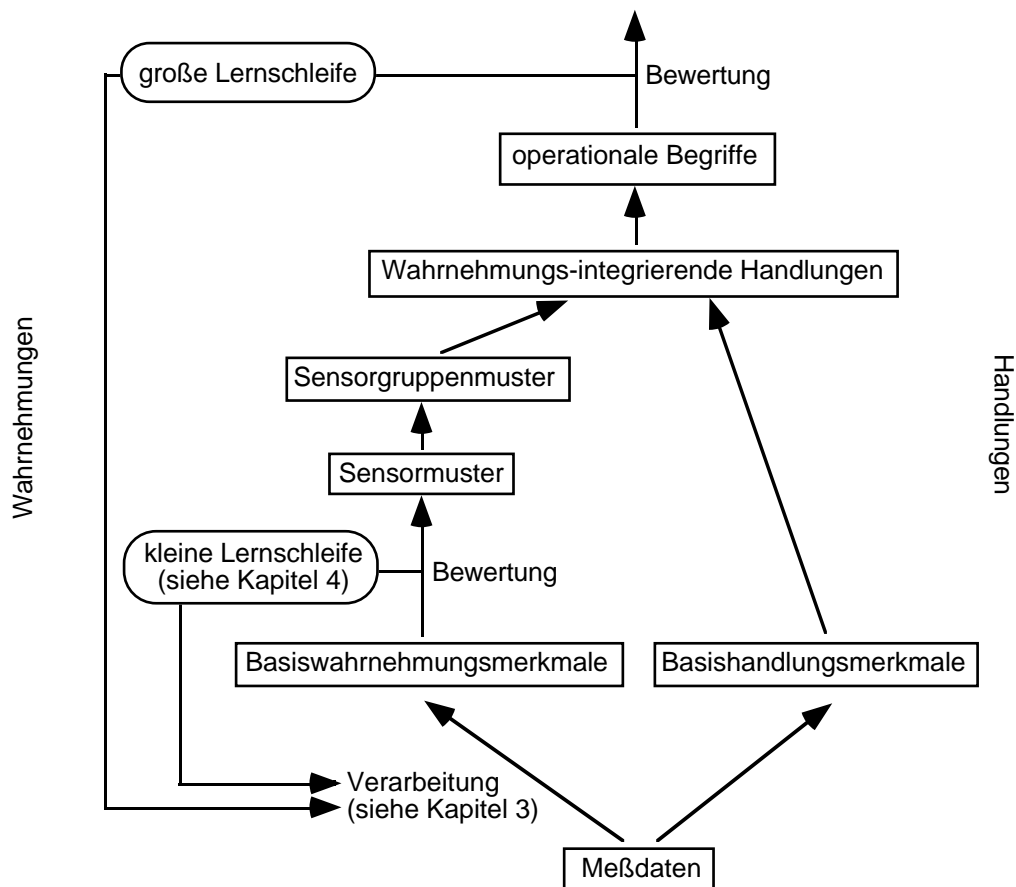 große Lernschleife
Bewertung
operationale Begriffe
Wahrnehmungs-integrierende Handlungen
Wahrnehmungen
Handlungen
Sensorgruppenmuster
Sensormuster
kleine Lernschleife
(siehe Kapitel 4)
Bewertung
Basiswahrnehmungsmerkmale
Basishandlungsmerkmale
Verarbeitung
(siehe Kapitel 3)
Meßdaten